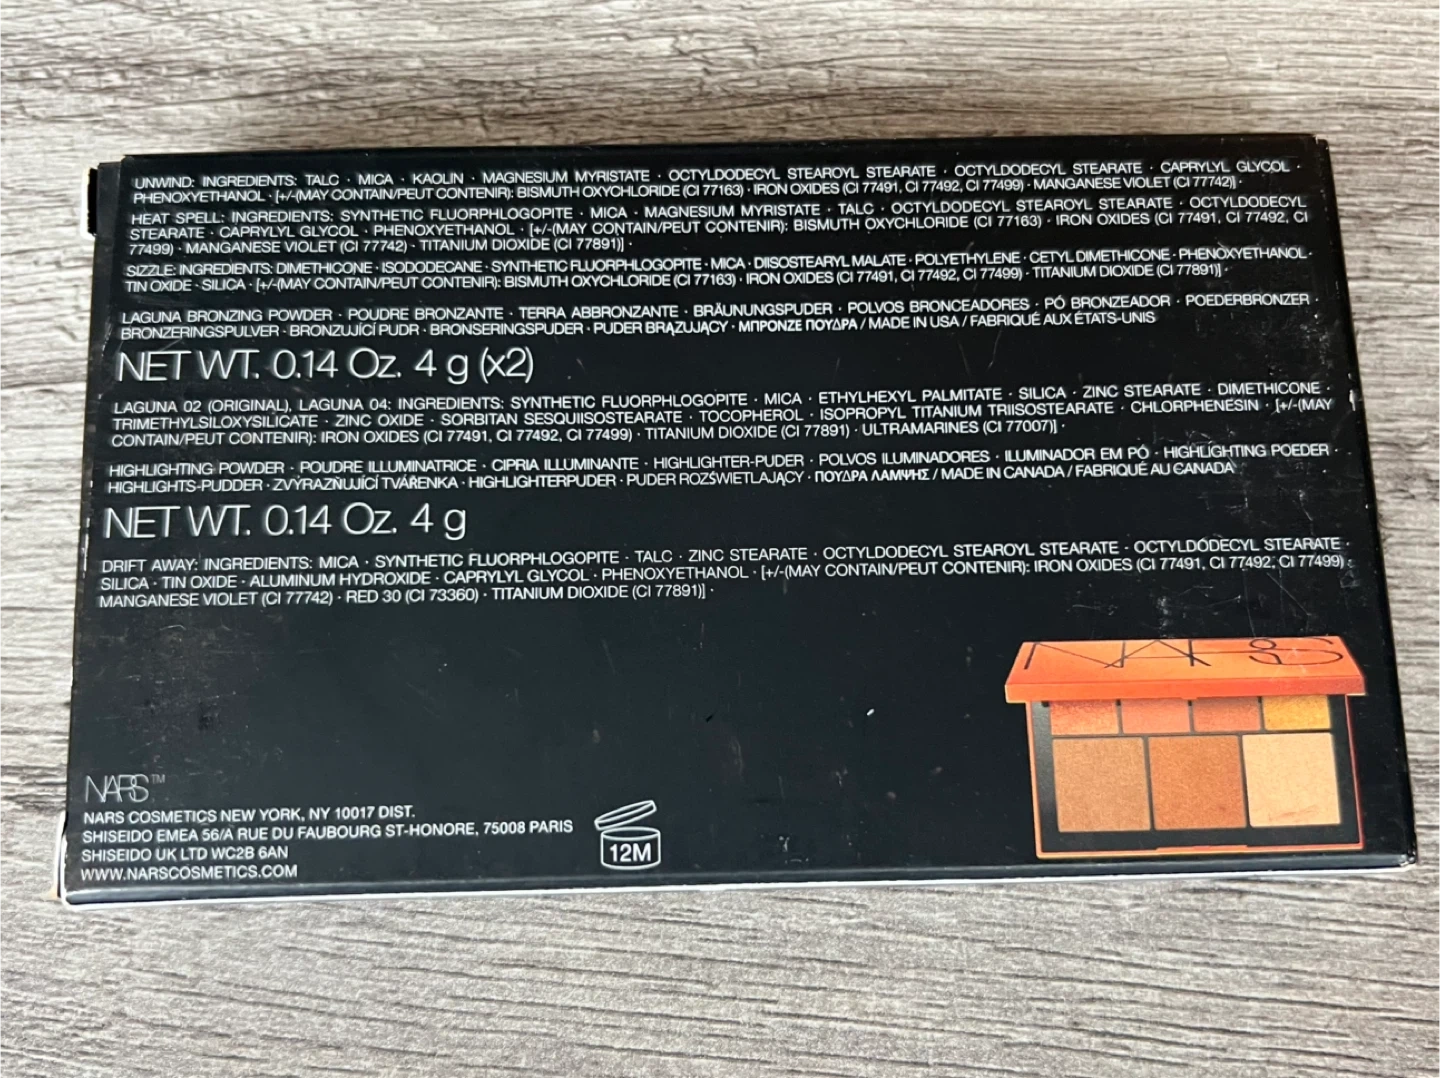 UNWIND: INGREDIENTS: TALC · MICA · KAOLIN · MAGNESIUM MYRISTATE · OCTYLDODECYL STEAROYL STEARATE · OCTYLDODECYL STEARATE · CAPRYLYL GLYCOL ·
PHENOXYETHANOL · [+/-(MAY CONTAIN/PEUT CONTENIR): BISMUTH OXYCHLORIDE (CI 77163) · IRON OXIDES (CI 77491, CI 77492, CI 77499) · MANGANESE VIOLET (CI 77742)] ·
HEAT SPELL: INGREDIENTS: SYNTHETIC FLUORPHLOGOPITE · MICA · MAGNESIUM MYRISTATE · TALC · OCTYLDODECYL STEAROYL STEARATE · OCTYLDODECYL
STEARATE · CAPRYLYL GLYCOL · PHENOXYETHANOL · [+/-(MAY CONTAIN/PEUT CONTENIR): BISMUTH OXYCHLORIDE (CI 77163) · IRON OXIDES (CI 77491, CI 77492, CI
77499) · MANGANESE VIOLET (CI 77742) · TITANIUM DIOXIDE (CI 77891)] ·
SIZZLE: INGREDIENTS: DIMETHICONE · ISODODECANE · SYNTHETIC FLUORPHLOGOPITE · MICA · DIISOSTEARYL MALATE · POLYETHYLENE · CETYL DIMETHICONE · PHENOXYETHANOL ·
TIN OXIDE · SILICA · [+/-(MAY CONTAIN/PEUT CONTENIR): BISMUTH OXYCHLORIDE (CI 77163) · IRON OXIDES (CI 77491, CI 77492, CI 77499) · TITANIUM DIOXIDE (CI 77891)] ·
LAGUNA BRONZING POWDER · POUDRE BRONZANTE · TERRA ABBRONZANTE · BRÄUNUNGSPUDER · POLVOS BRONCEADORES · PÓ BRONZEADOR · POEDERBRONZER ·
BRONZERINGSPULVER · BRONZUJÍCÍ PUDR · BRONSERINGSPUDER · PUDER BRĄZUJĄCY · ΜΠΡΟΝΖΕ ΠΟΥΔΡΑ / MADE IN USA / FABRIQUÉ AUX ÉTATS-UNIS
NET WT. 0.14 Oz. 4 g (x2)
LAGUNA 02 (ORIGINAL), LAGUNA 04: INGREDIENTS: SYNTHETIC FLUORPHLOGOPITE · MICA · ETHYLHEXYL PALMITATE · SILICA · ZINC STEARATE · DIMETHICONE ·
TRIMETHYLSILOXYSILICATE · ZINC OXIDE · SORBITAN SESQUIISOSTEARATE · TOCOPHEROL · ISOPROPYL TITANIUM TRIISOSTEARATE · CHLORPHENESIN · [+/-(MAY
CONTAIN/PEUT CONTENIR): IRON OXIDES (CI 77491, CI 77492, CI 77499) · TITANIUM DIOXIDE (CI 77891) · ULTRAMARINES (CI 77007)] ·
HIGHLIGHTING POWDER · POUDRE ILLUMINATRICE · CIPRIA ILLUMINANTE · HIGHLIGHTER-PUDER · POLVOS ILUMINADORES · ILUMINADOR EM PÓ · HIGHLIGHTING POEDER ·
HIGHLIGHTS-PUDDER · ZVÝRAZŇUJÍCÍ TVÁŘENKA · HIGHLIGHTERPUDER · PUDER ROZŚWIETLAJĄCY · ΠΟΥΔΡΑ ΛΑΜΨΗΣ / MADE IN CANADA / FABRIQUÉ AU CANADA
NET WT. 0.14 Oz. 4 g
DRIFT AWAY: INGREDIENTS: MICA · SYNTHETIC FLUORPHLOGOPITE · TALC · ZINC STEARATE · OCTYLDODECYL STEAROYL STEARATE · OCTYLDODECYL STEARATE ·
SILICA · TIN OXIDE · ALUMINUM HYDROXIDE · CAPRYLYL GLYCOL · PHENOXYETHANOL · [+/-(MAY CONTAIN/PEUT CONTENIR): IRON OXIDES (CI 77491, CI 77492, CI 77499) ·
MANGANESE VIOLET (CI 77742) · RED 30 (CI 73360) · TITANIUM DIOXIDE (CI 77891)] ·
NARS
NARS™
NARS COSMETICS NEW YORK, NY 10017 DIST.
SHISEIDO EMEA 56/A RUE DU FAUBOURG ST-HONORE, 75008 PARIS
SHISEIDO UK LTD WC2B 6AN
WWW.NARSCOSMETICS.COM
12M